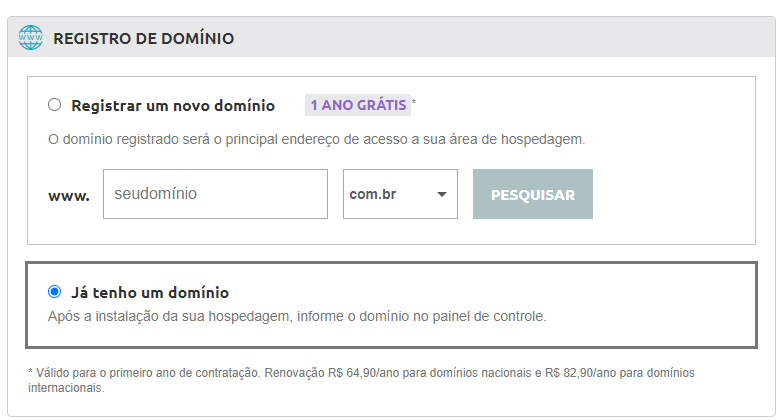 www
REGISTRO DE DOMÍNIO
Registrar um novo domínio 1 ANO GRÁTIS *
O domínio registrado será o principal endereço de acesso a sua área de hospedagem.
www. seudomínio com.br PESQUISAR
Já tenho um domínio
Após a instalação da sua hospedagem, informe o domínio no painel de controle.
* Válido para o primeiro ano de contratação. Renovação R$ 64,90/ano para domínios nacionais e R$ 82,90/ano para domínios
internacionais.